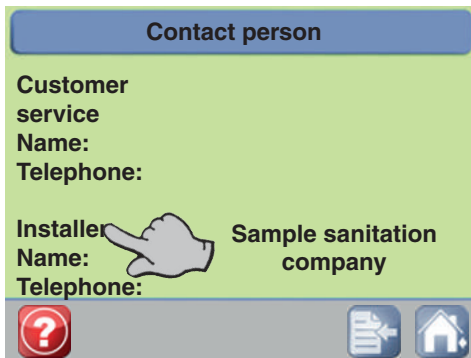 Contact person
Customer
service
Name:
Telephone:
Installer
Name:
Telephone:
Sample sanitation
company
?